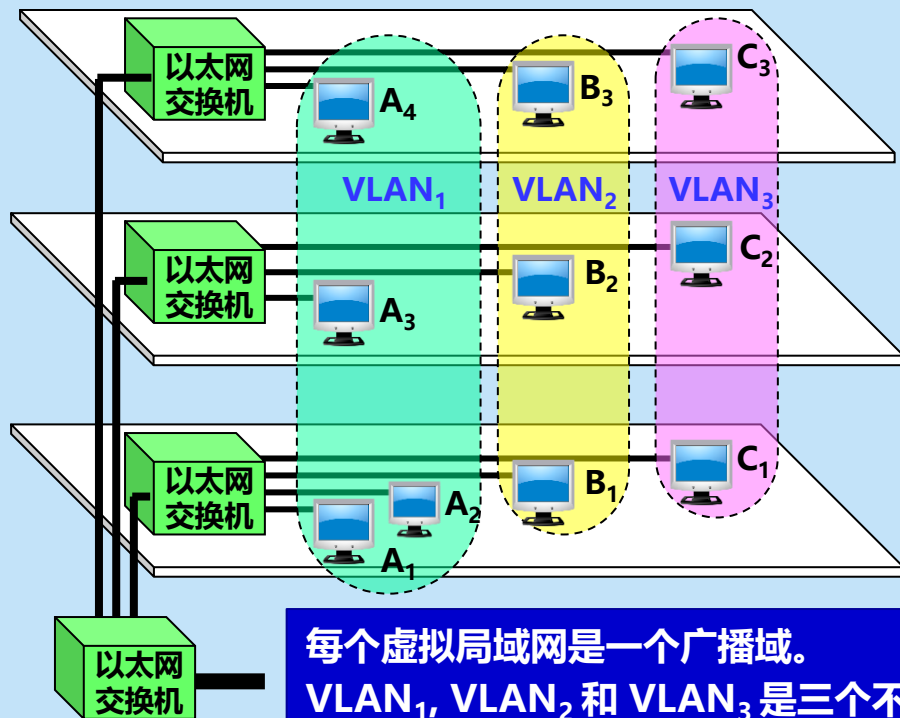 以太网
交换机
A₄
B₃
C₃
VLAN₁
VLAN₂
VLAN₃
以太网
交换机
A₃
B₂
C₂
以太网
交换机
A₁
A₂
B₁
C₁
以太网
交换机
每个虚拟局域网是一个广播域。
VLAN₁, VLAN₂ 和 VLAN₃ 是三个不